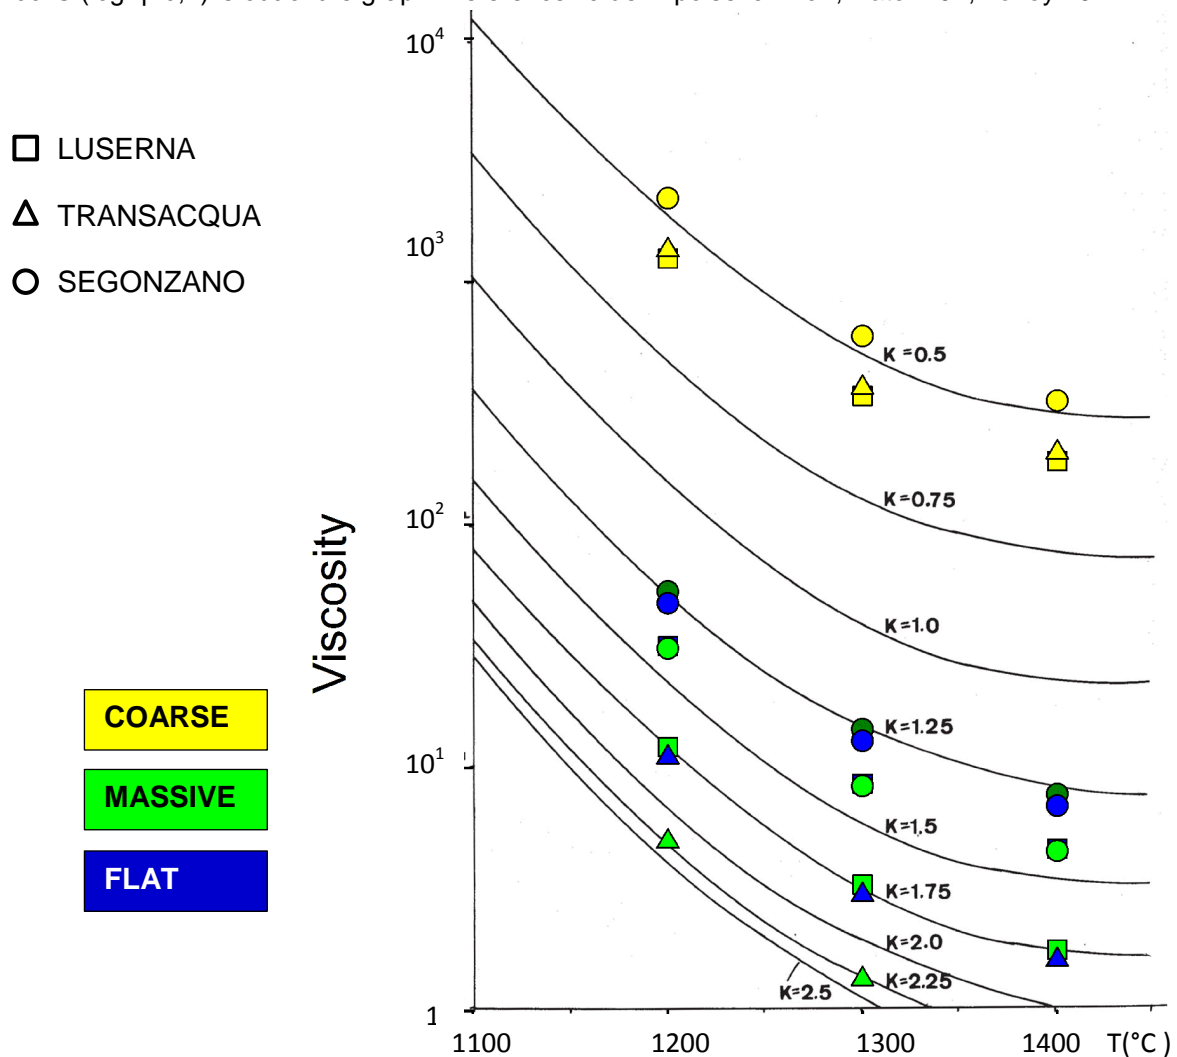 10⁴
LUSERNA
TRANSACQUA
10³
SEGONZANO
K =0.5
K=0.75
10²
Viscosity
K=1.0
COARSE
K=1.25
10¹
MASSIVE
K=1.5
FLAT
K=1.75
K=2.0
K=2.25
K=2.5
1
1100 1200 1300 1400 T(°C )